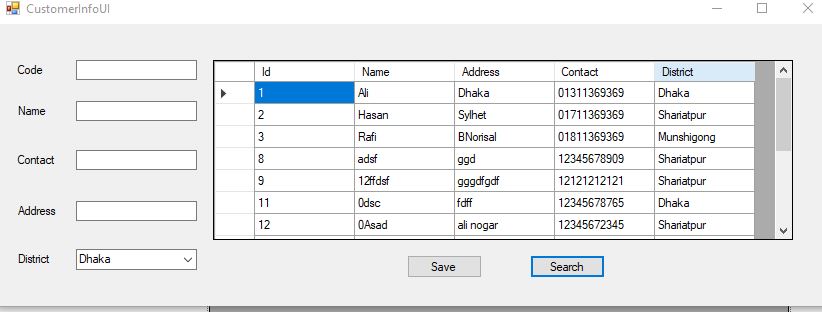 CustomerInfoUI
Code
Name
Contact
Address
District Dhaka
Id Name Address Contact District
1 Ali Dhaka 01311369369 Dhaka
2 Hasan Sylhet 01711369369 Shariatpur
3 Rafi BNorisal 01811369369 Munshigong
8 adsf ggd 12345678909 Shariatpur
9 12ffdsf gggdfgdf 12121212121 Shariatpur
11 0dsc fdff 12345678765 Dhaka
12 0Asad ali nogar 12345672345 Shariatpur
Save Search